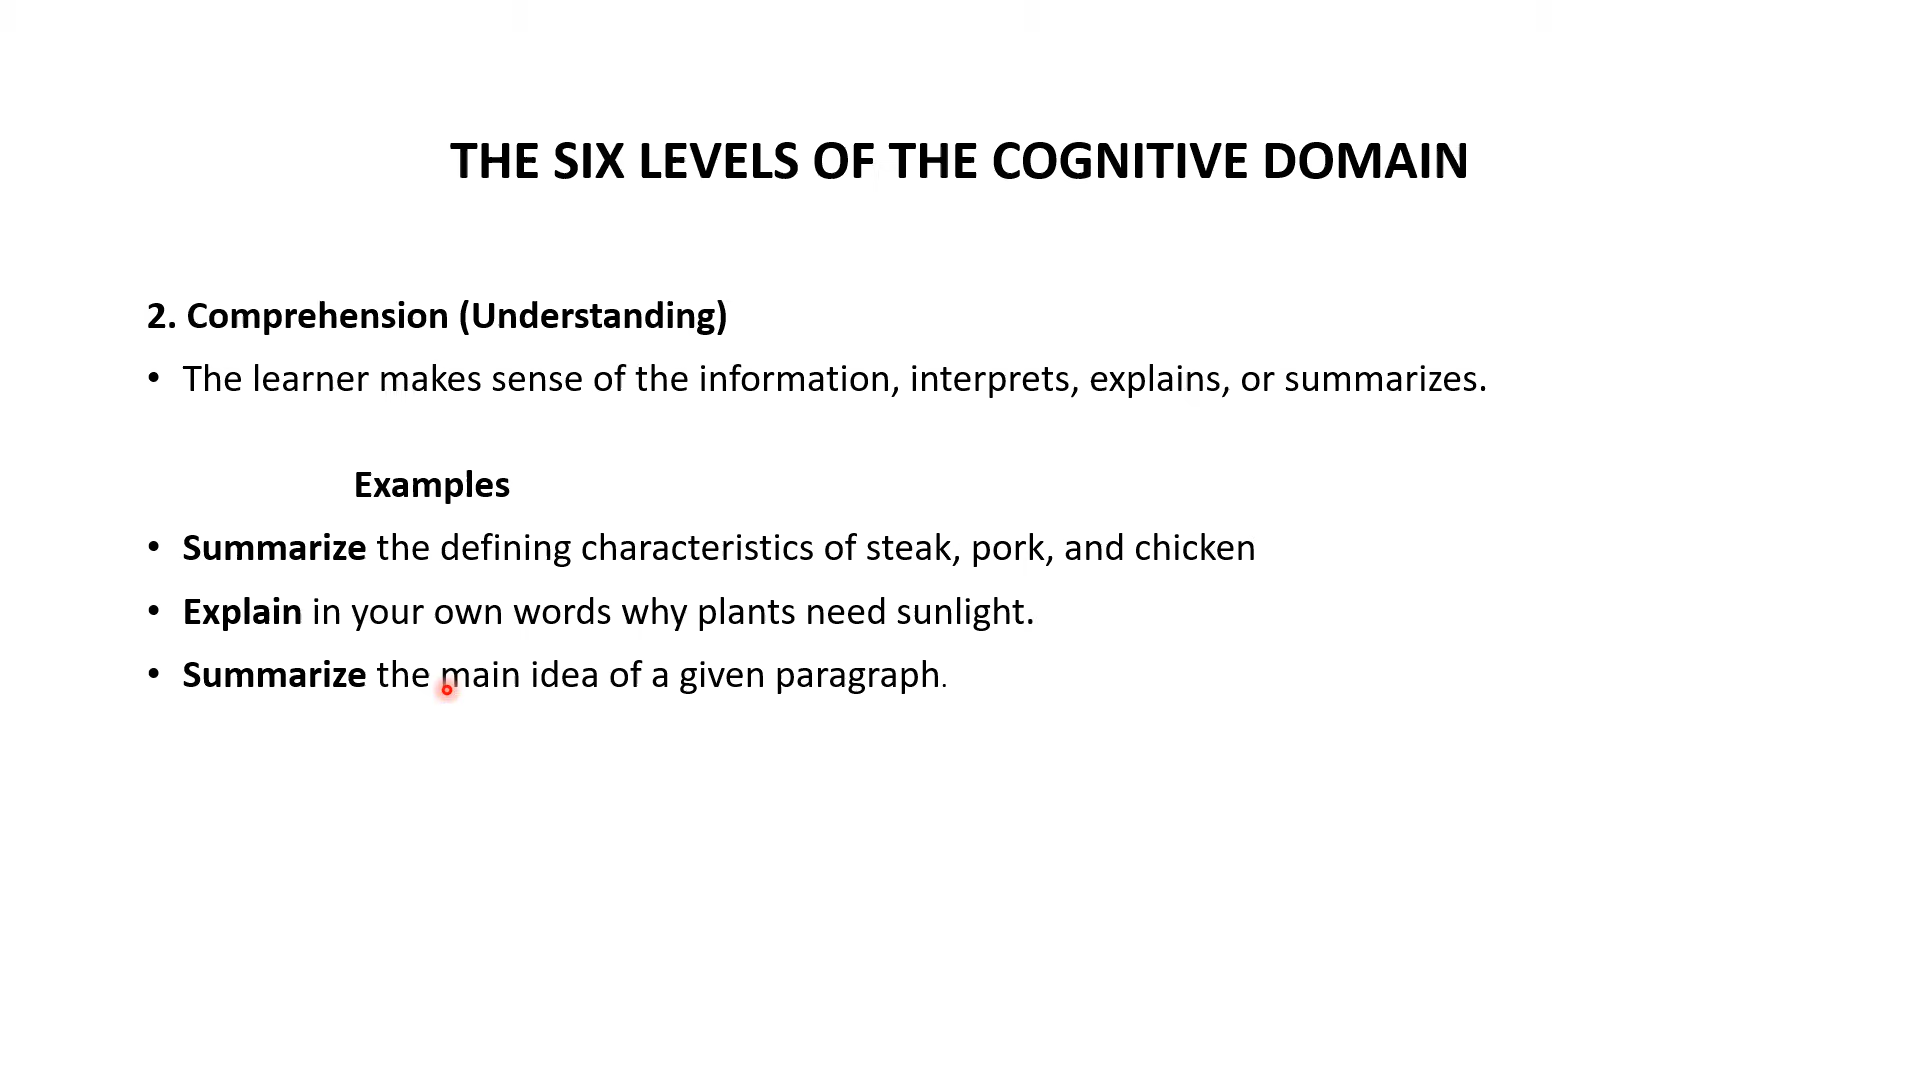 THE SIX LEVELS OF THE COGNITIVE DOMAIN
2. Comprehension (Understanding)
• The learner makes sense of the information, interprets, explains, or summarizes.
Examples
• Summarize the defining characteristics of steak, pork, and chicken
• Explain in your own words why plants need sunlight.
• Summarize the main idea of a given paragraph.